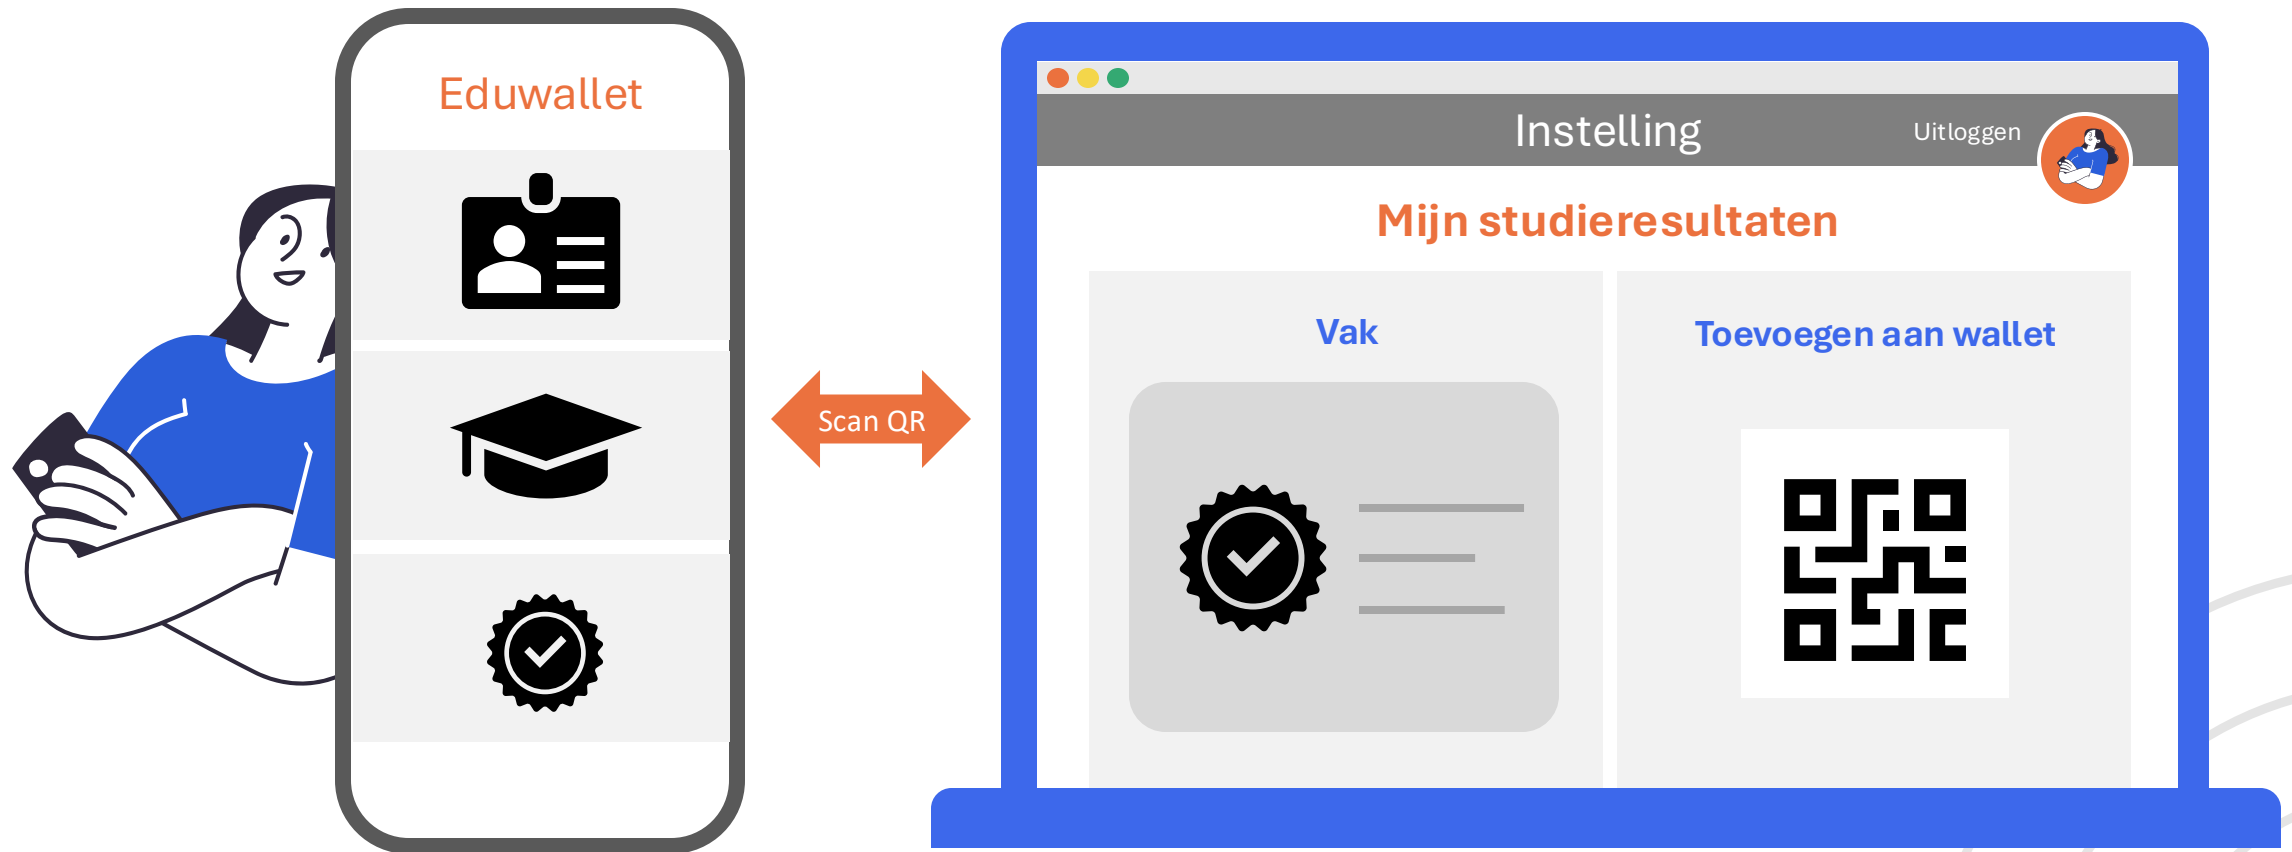 Eduwallet
Scan QR
Instelling
Uitloggen
Mijn studieresultaten
Vak
Toevoegen aan wallet